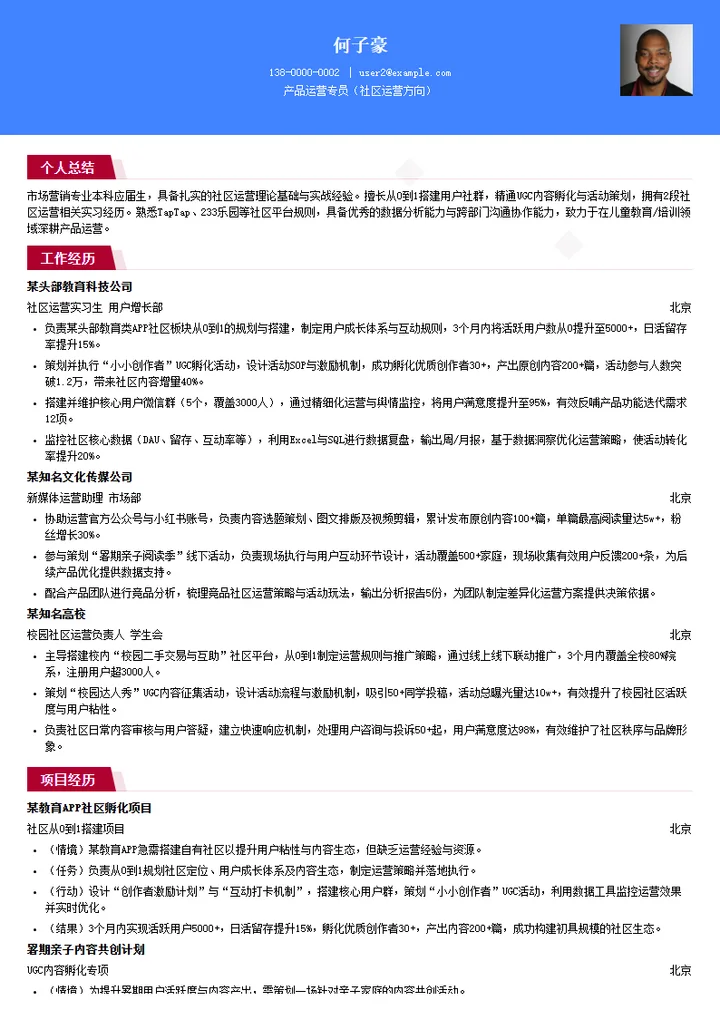 何子豪
138-0000-0002 | user2@example.com
产品运营专员（社区运营方向）
个人总结
市场营销专业本科应届生，具备扎实的社区运营理论基础与实战经验。擅长从0到1搭建用户社群，精通UGC内容孵化与活动策划，拥有2段社
区运营相关实习经历。熟悉TapTap、233乐园等社区平台规则，具备优秀的数据分析能力与跨部门沟通协作能力，致力于在儿童教育/培训领
域深耕产品运营。
工作经历
某头部教育科技公司
社区运营实习生 用户增长部 北京
• 负责某头部教育类APP社区板块从0到1的规划与搭建，制定用户成长体系与互动规则，3个月内将活跃用户数从0提升至5000+，日活留存
率提升15%。
• 策划并执行“小小创作者”UGC孵化活动，设计活动SOP与激励机制，成功孵化优质创作者30+，产出原创内容200+篇，活动参与人数突
破1.2万，带来社区内容增量40%。
• 搭建并维护核心用户微信群（5个，覆盖3000人），通过精细化运营与舆情监控，将用户满意度提升至95%，有效反哺产品功能迭代需求
12项。
• 监控社区核心数据（DAU、留存、互动率等），利用Excel与SQL进行数据复盘，输出周/月报，基于数据洞察优化运营策略，使活动转化
率提升20%。
某知名文化传媒公司
新媒体运营助理 市场部 北京
• 协助运营官方公众号与小红书账号，负责内容选题策划、图文排版及视频剪辑，累计发布原创内容100+篇，单篇最高阅读量达5w+，粉
丝增长30%。
• 参与策划“暑期亲子阅读季”线下活动，负责现场执行与用户互动环节设计，活动覆盖500+家庭，现场收集有效用户反馈200+条，为后
续产品优化提供数据支持。
• 配合产品团队进行竞品分析，梳理竞品社区运营策略与活动玩法，输出分析报告5份，为团队制定差异化运营方案提供决策依据。
某知名高校
校园社区运营负责人 学生会 北京
• 主导搭建校内“校园二手交易与互助”社区平台，从0到1制定运营规则与推广策略，通过线上线下联动推广，3个月内覆盖全校80%院
系，注册用户超3000人。
• 策划“校园达人秀”UGC内容征集活动，设计活动流程与激励机制，吸引50+同学投稿，活动总曝光量达10w+，有效提升了校园社区活跃
度与用户粘性。
• 负责社区日常内容审核与用户答疑，建立快速响应机制，处理用户咨询与投诉50+起，用户满意度达98%，有效维护了社区秩序与品牌形
象。
项目经历
某教育APP社区孵化项目
社区从0到1搭建项目 北京
• （情境）某教育APP急需搭建自有社区以提升用户粘性与内容生态，但缺乏运营经验与资源。
• （任务）负责从0到1规划社区定位、用户成长体系及内容生态，制定运营策略并落地执行。
• （行动）设计“创作者激励计划”与“互动打卡机制”，搭建核心用户群，策划“小小创作者”UGC活动，利用数据工具监控运营效果
并实时优化。
• （结果）3个月内实现活跃用户5000+，日活留存提升15%，孵化优质创作者30+，产出内容200+篇，成功构建初具规模的社区生态。
暑期亲子内容共创计划
UGC内容孵化专项 北京
• （情境）为提升暑期用户活跃度与内容产出，需策划一场针对亲子家庭的内容共创活动。